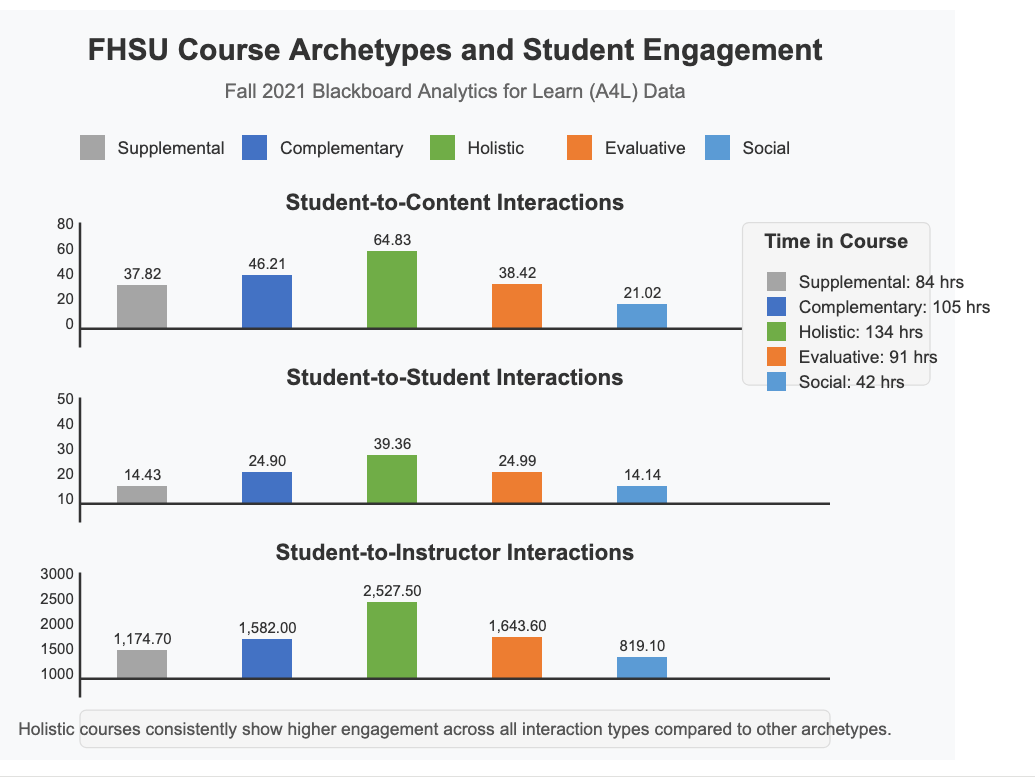 FHSU Course Archetypes and Student Engagement
Fall 2021 Blackboard Analytics for Learn (A4L) Data
Supplemental Complementary Holistic Evaluative Social
Student-to-Content Interactions
80
60
40
20
0
37.82 46.21 64.83 38.42 21.02
Time in Course
Supplemental: 84 hrs
Complementary: 105 hrs
Holistic: 134 hrs
Evaluative: 91 hrs
Social: 42 hrs
Student-to-Student Interactions
50
40
30
20
10
14.43 24.90 39.36 24.99 14.14
Student-to-Instructor Interactions
3000
2500
2000
1500
1000
1,174.70 1,582.00 2,527.50 1,643.60 819.10
Holistic courses consistently show higher engagement across all interaction types compared to other archetypes.